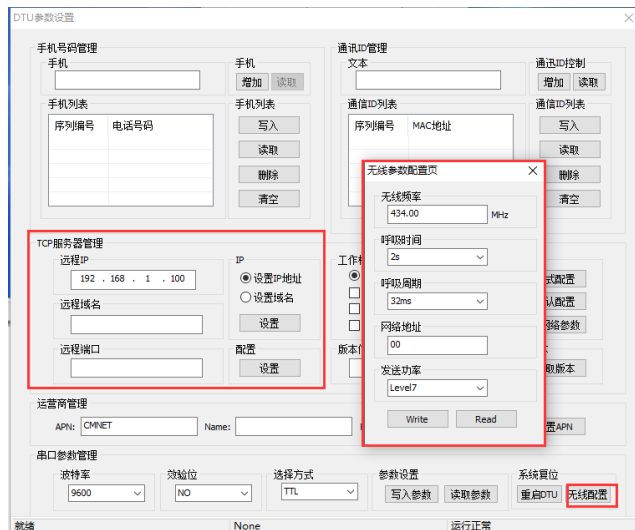 DTU参数设置
手机号码管理
手机
手机
增加 读取
手机列表
手机列表
序列编号 电话号码
写入
读取
删除
清空
通讯ID管理
文本
通迅ID控制
增加 读取
通信ID列表
通信ID列表
序列编号 MAC地址
写入
读取
删除
清空
无线参数配置页
无线频率
434.00 MHz
呼吸时间
2s
呼吸周期
32ms
网络地址
00
发送功率
Level7
Write Read
TCP服务器管理
远程IP
192 . 168 . 1 . 100
IP
设置IP地址
设置域名
设置
远程域名
远程端口
配置
设置
工作
式配置
认配置
网络参数
版本
取版本
运营商管理
APN: CMNET Name:
置APN
串口参数管理
波特率 效验位 选择方式 参数设置 系统复位
9600 NO TTL 写入参数 读取参数 重启DTU 无线配置
就绪 None 运行正常